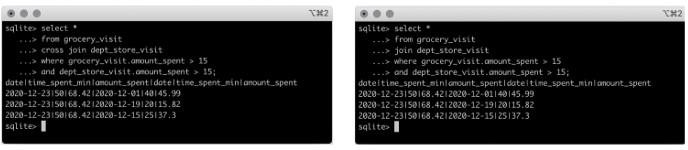 ⌥⌘2
sqlite> select *
...> from grocery_visit
...> cross join dept_store_visit
...> where grocery_visit.amount_spent > 15
...> and dept_store_visit.amount_spent > 15;
date|time_spent_min|amount_spent|date|time_spent_min|amount_spent
2020-12-23|50|68.42|2020-12-01|40|45.99
2020-12-23|50|68.42|2020-12-19|20|15.82
2020-12-23|50|68.42|2020-12-15|25|37.3
sqlite>
⌥⌘2
sqlite> select *
...> from grocery_visit
...> join dept_store_visit
...> where grocery_visit.amount_spent > 15
...> and dept_store_visit.amount_spent > 15;
date|time_spent_min|amount_spent|date|time_spent_min|amount_spent
2020-12-23|50|68.42|2020-12-01|40|45.99
2020-12-23|50|68.42|2020-12-19|20|15.82
2020-12-23|50|68.42|2020-12-15|25|37.3
sqlite>